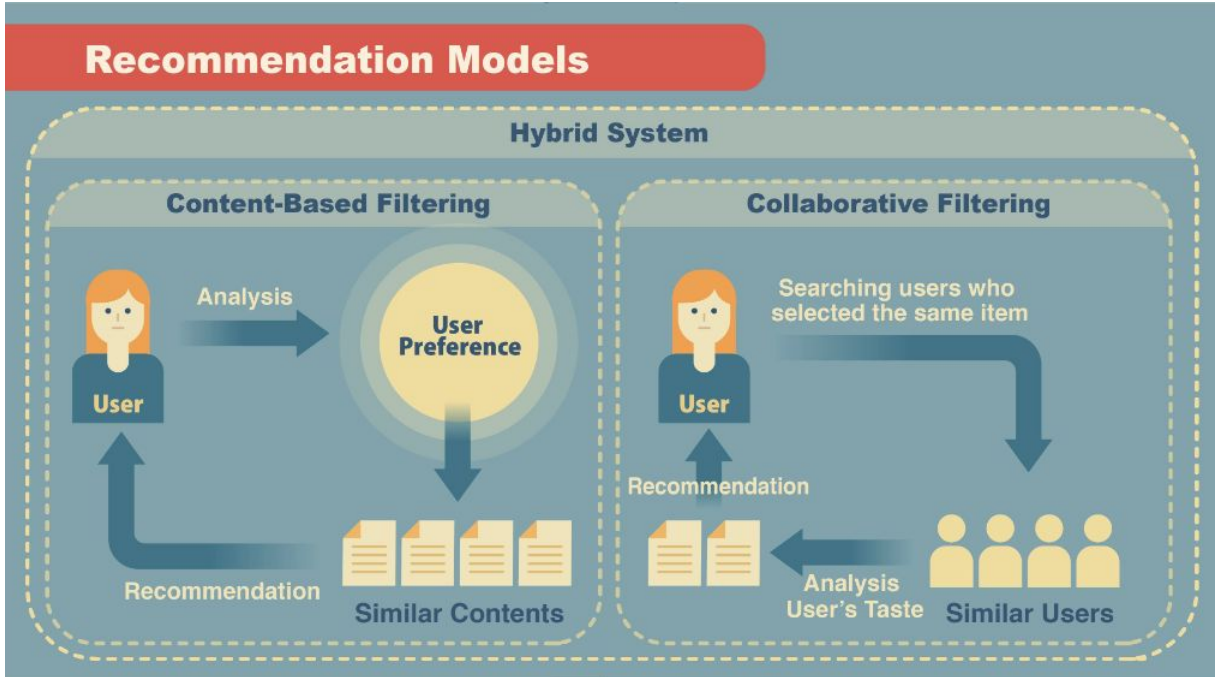 Recommendation Models
Hybrid System
Content-Based Filtering
Analysis
User
Preference
User
Recommendation
Similar Contents
Collaborative Filtering
Searching users who
selected the same item
User
Recommendation
Analysis
User's Taste
Similar Users